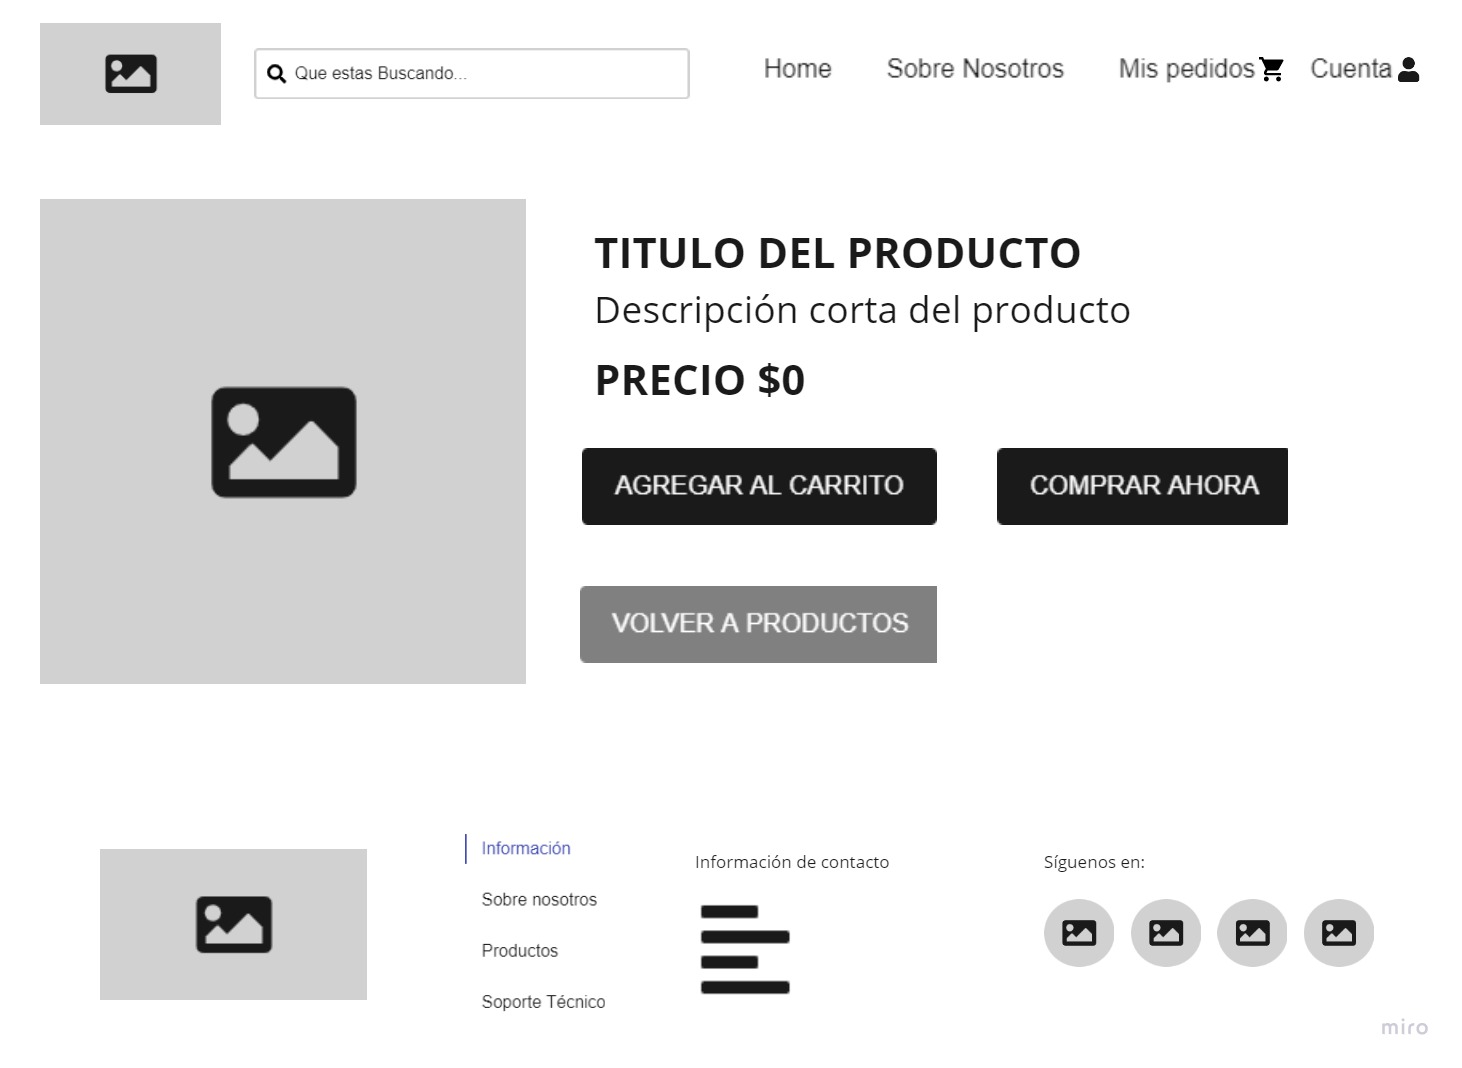 Que estas Buscando...
Home
Sobre Nosotros
Mis pedidos
Cuenta
TITULO DEL PRODUCTO
Descripción corta del producto
PRECIO $0
AGREGAR AL CARRITO
COMPRAR AHORA
VOLVER A PRODUCTOS
Información
Sobre nosotros
Productos
Soporte Técnico
Información de contacto
Síguenos en:
miro